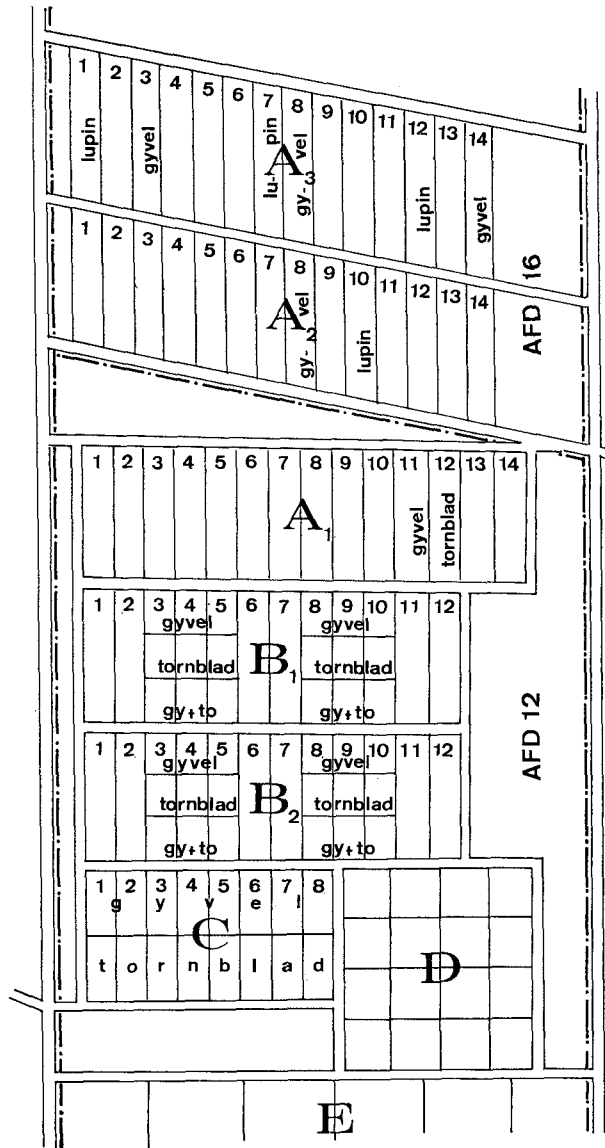 1 2 3 4 5 6 7 8 9 10 11 12 13 14
lupin gyvel lu- pin gy- vel lupin gyvel
A3
1 2 3 4 5 6 7 8 9 10 11 12 13 14
gy- vel lupin
A2
AFD 16
1 2 3 4 5 6 7 8 9 10 11 12 13 14
A1 gyvel tornblad
1 2 3 4 5 6 7 8 9 10 11 12
gyvel gyvel
tornblad B1 tornblad
gy+to gy+to
AFD 12
1 2 3 4 5 6 7 8 9 10 11 12
gyvel gyvel
tornblad B2 tornblad
gy+to gy+to
1 2 3 4 5 6 7 8
g y v e l
C
t o r n b l a d
D
E